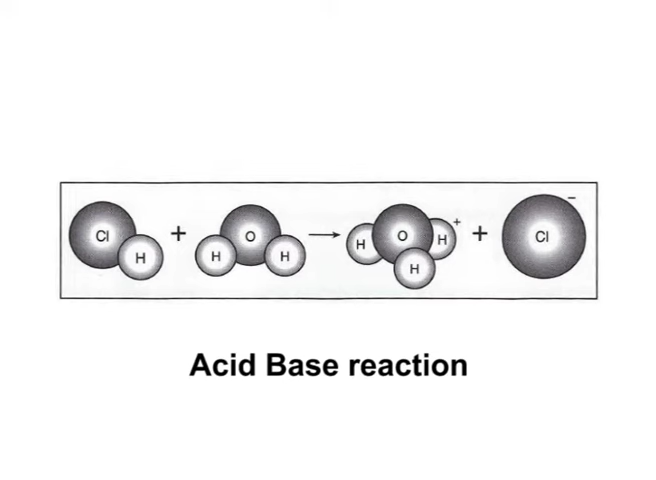 Cl H + H O H → H O H H + + Cl −
Acid Base reaction